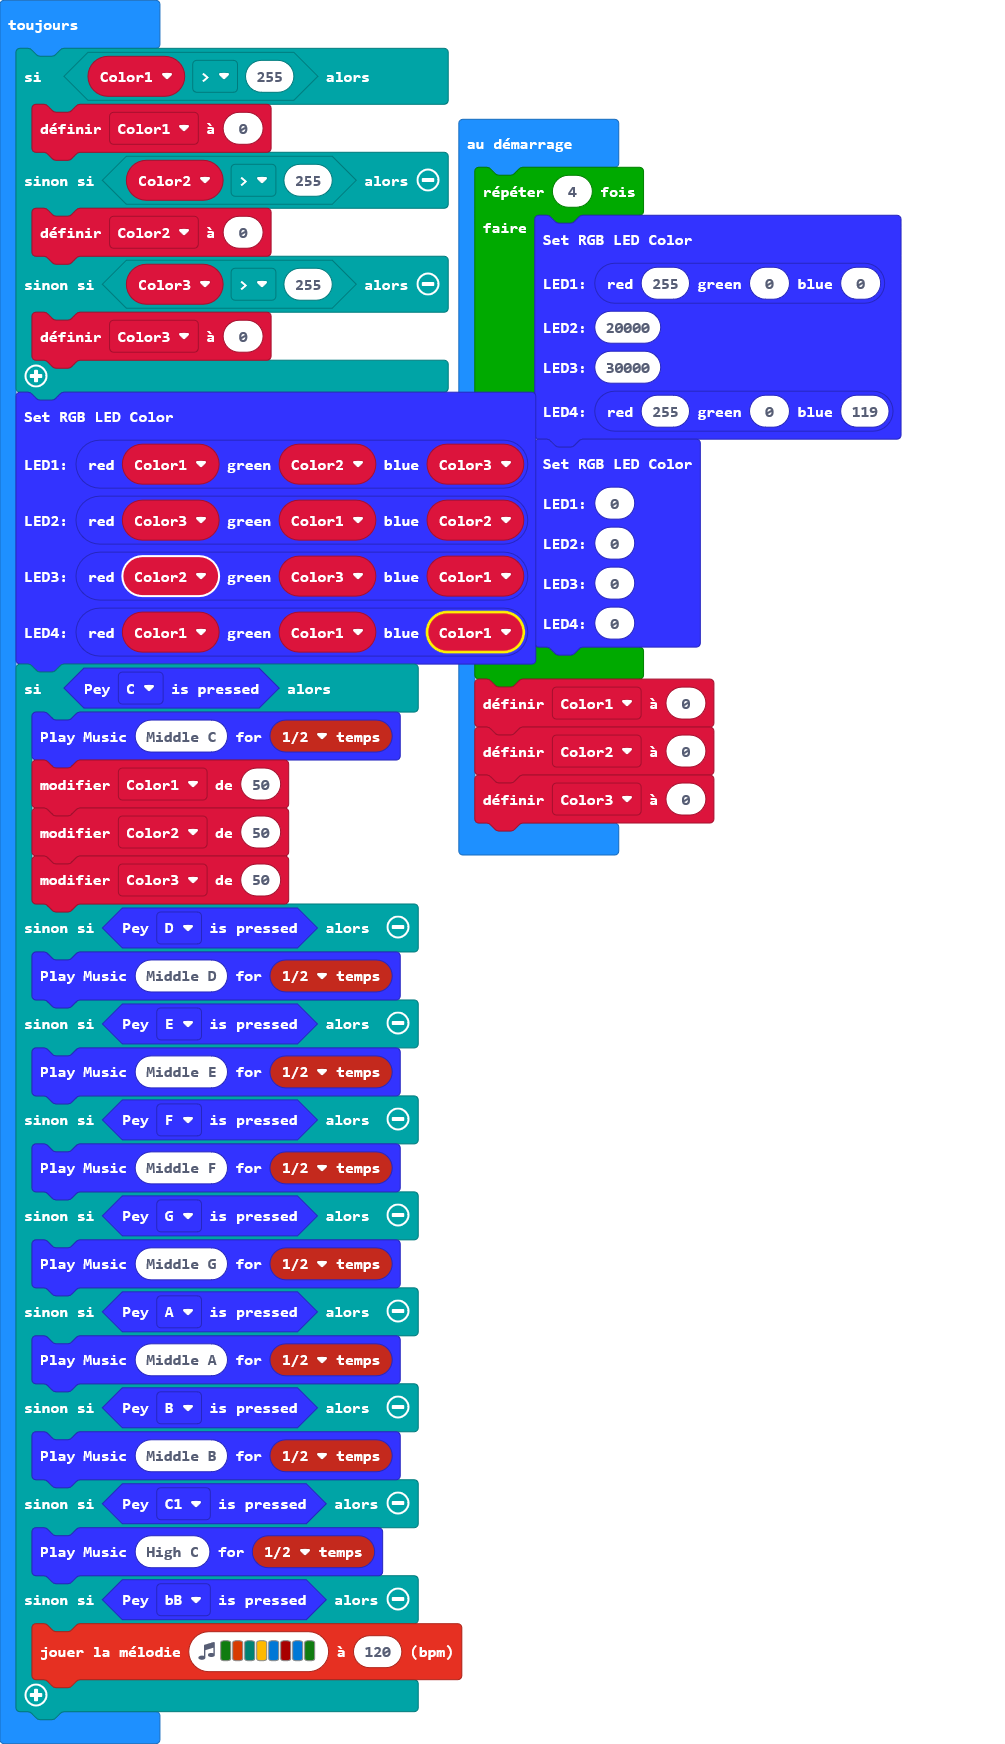 toujours
si Color1 > 255 alors
définir Color1 à 0
sinon si Color2 > 255 alors
définir Color2 à 0
sinon si Color3 > 255 alors
définir Color3 à 0
Set RGB LED Color
LED1: red Color1 green Color2 blue Color3
LED2: red Color3 green Color1 blue Color2
LED3: red Color2 green Color3 blue Color1
LED4: red Color1 green Color1 blue Color1
si Pey C is pressed alors
Play Music Middle C for 1/2 temps
modifier Color1 de 50
modifier Color2 de 50
modifier Color3 de 50
sinon si Pey D is pressed alors
Play Music Middle D for 1/2 temps
sinon si Pey E is pressed alors
Play Music Middle E for 1/2 temps
sinon si Pey F is pressed alors
Play Music Middle F for 1/2 temps
sinon si Pey G is pressed alors
Play Music Middle G for 1/2 temps
sinon si Pey A is pressed alors
Play Music Middle A for 1/2 temps
sinon si Pey B is pressed alors
Play Music Middle B for 1/2 temps
sinon si Pey C1 is pressed alors
Play Music High C for 1/2 temps
sinon si Pey bB is pressed alors
jouer la mélodie à 120 (bpm)
au démarrage
répéter 4 fois
faire
Set RGB LED Color
LED1: red 255 green 0 blue 0
LED2: 20000
LED3: 30000
LED4: red 255 green 0 blue 119
Set RGB LED Color
LED1: 0
LED2: 0
LED3: 0
LED4: 0
définir Color1 à 0
définir Color2 à 0
définir Color3 à 0